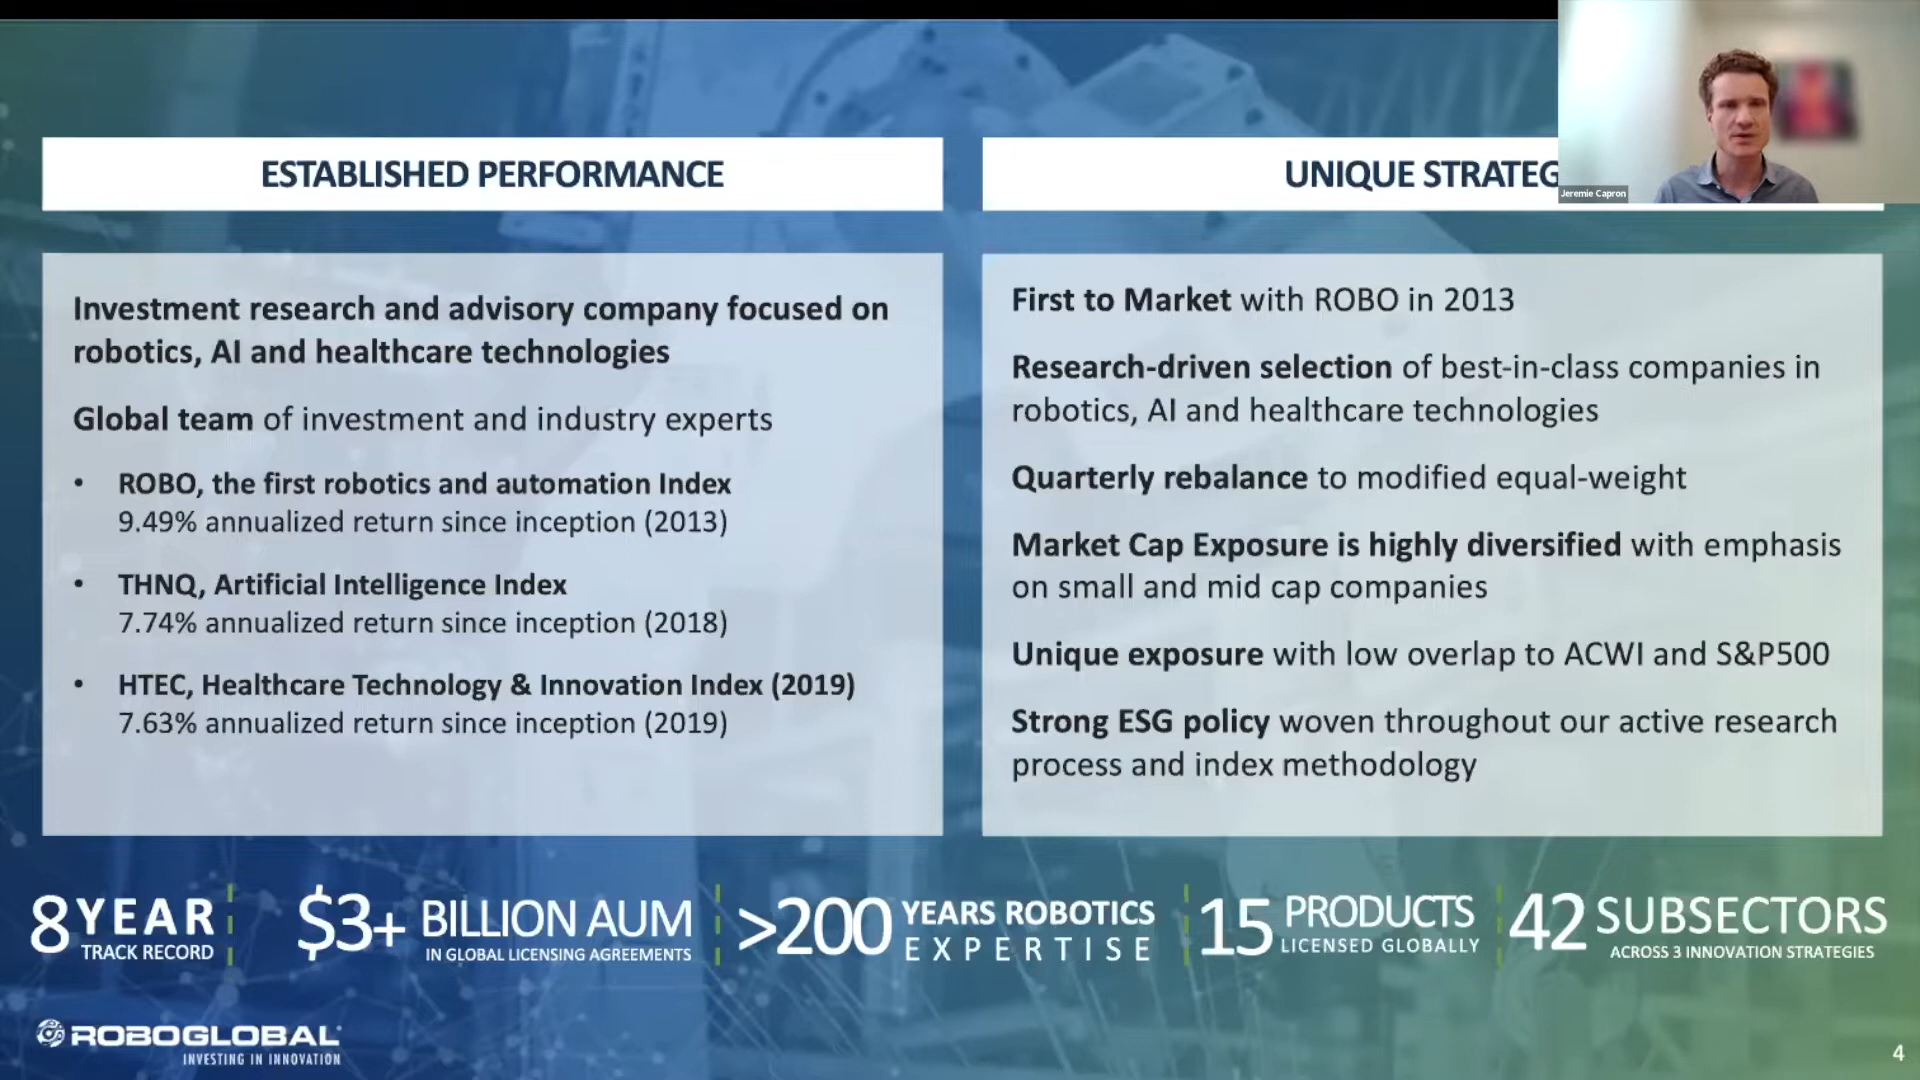 ESTABLISHED PERFORMANCE
Investment research and advisory company focused on
robotics, AI and healthcare technologies
Global team of investment and industry experts
• ROBO, the first robotics and automation Index
9.49% annualized return since inception (2013)
• THNQ, Artificial Intelligence Index
7.74% annualized return since inception (2018)
• HTEC, Healthcare Technology & Innovation Index (2019)
7.63% annualized return since inception (2019)
UNIQUE STRATEG
Jeremie Capron
First to Market with ROBO in 2013
Research-driven selection of best-in-class companies in
robotics, AI and healthcare technologies
Quarterly rebalance to modified equal-weight
Market Cap Exposure is highly diversified with emphasis
on small and mid cap companies
Unique exposure with low overlap to ACWI and S&P500
Strong ESG policy woven throughout our active research
process and index methodology
8 YEAR
TRACK RECORD
$3+ BILLION AUM
IN GLOBAL LICENSING AGREEMENTS
>200 YEARS ROBOTICS
EXPERTISE
15 PRODUCTS
LICENSED GLOBALLY
42 SUBSECTORS
ACROSS 3 INNOVATION STRATEGIES
ROBOGLOBAL
INVESTING IN INNOVATION
4